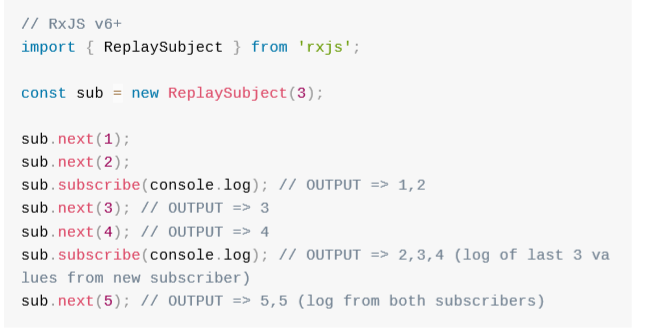 // RxJS v6+
import { ReplaySubject } from 'rxjs';

const sub = new ReplaySubject(3);

sub.next(1);
sub.next(2);
sub.subscribe(console.log); // OUTPUT => 1,2
sub.next(3); // OUTPUT => 3
sub.next(4); // OUTPUT => 4
sub.subscribe(console.log); // OUTPUT => 2,3,4 (log of last 3 va
lues from new subscriber)
sub.next(5); // OUTPUT => 5,5 (log from both subscribers)